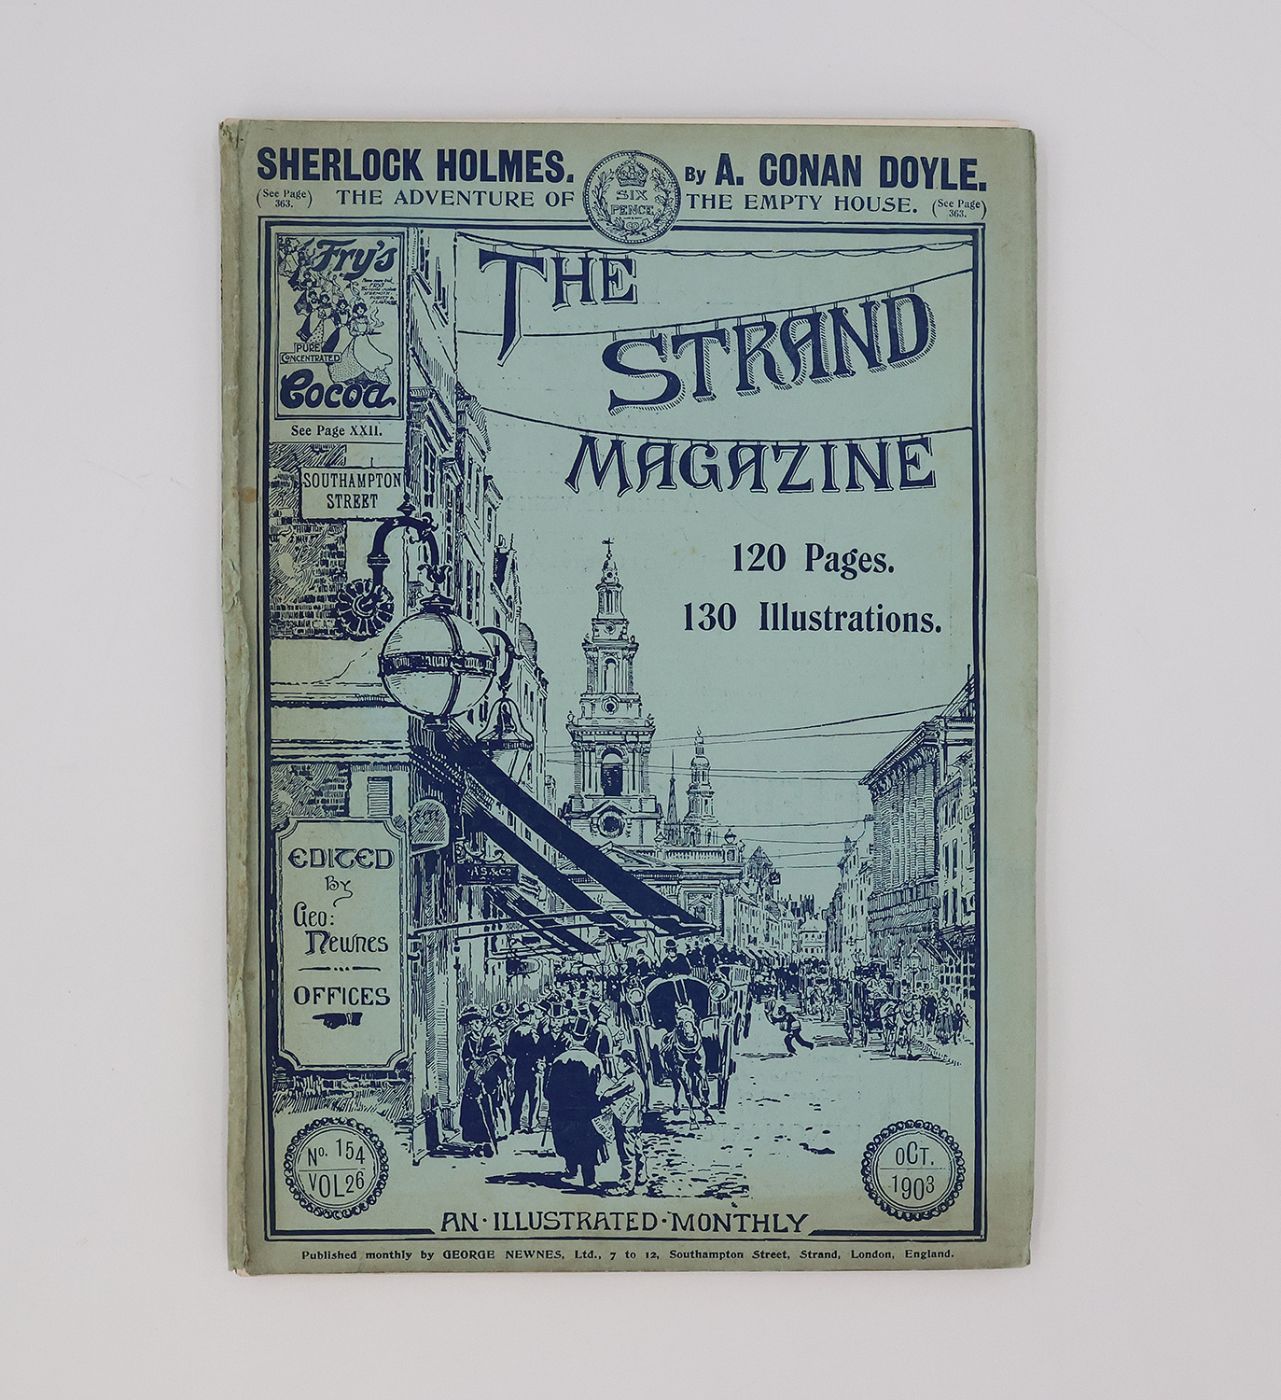 SHERLOCK HOLMES. By A. CONAN DOYLE.
(See Page 363.) THE ADVENTURE OF THE EMPTY HOUSE. (See Page 363.)
SIX
PENCE
Fry's
PURE
CONCENTRATED
Cocoa
See Page XXII.
THE
STRAND
MAGAZINE
120 Pages.
130 Illustrations.
SOUTHAMPTON
STREET
EDITED
By
Geo:
Newnes
OFFICES
No. 154
VOL 26
OCT.
1903
AN·ILLUSTRATED·MONTHLY
Published monthly by GEORGE NEWNES, Ltd., 7 to 12, Southampton Street, Strand, London, England.